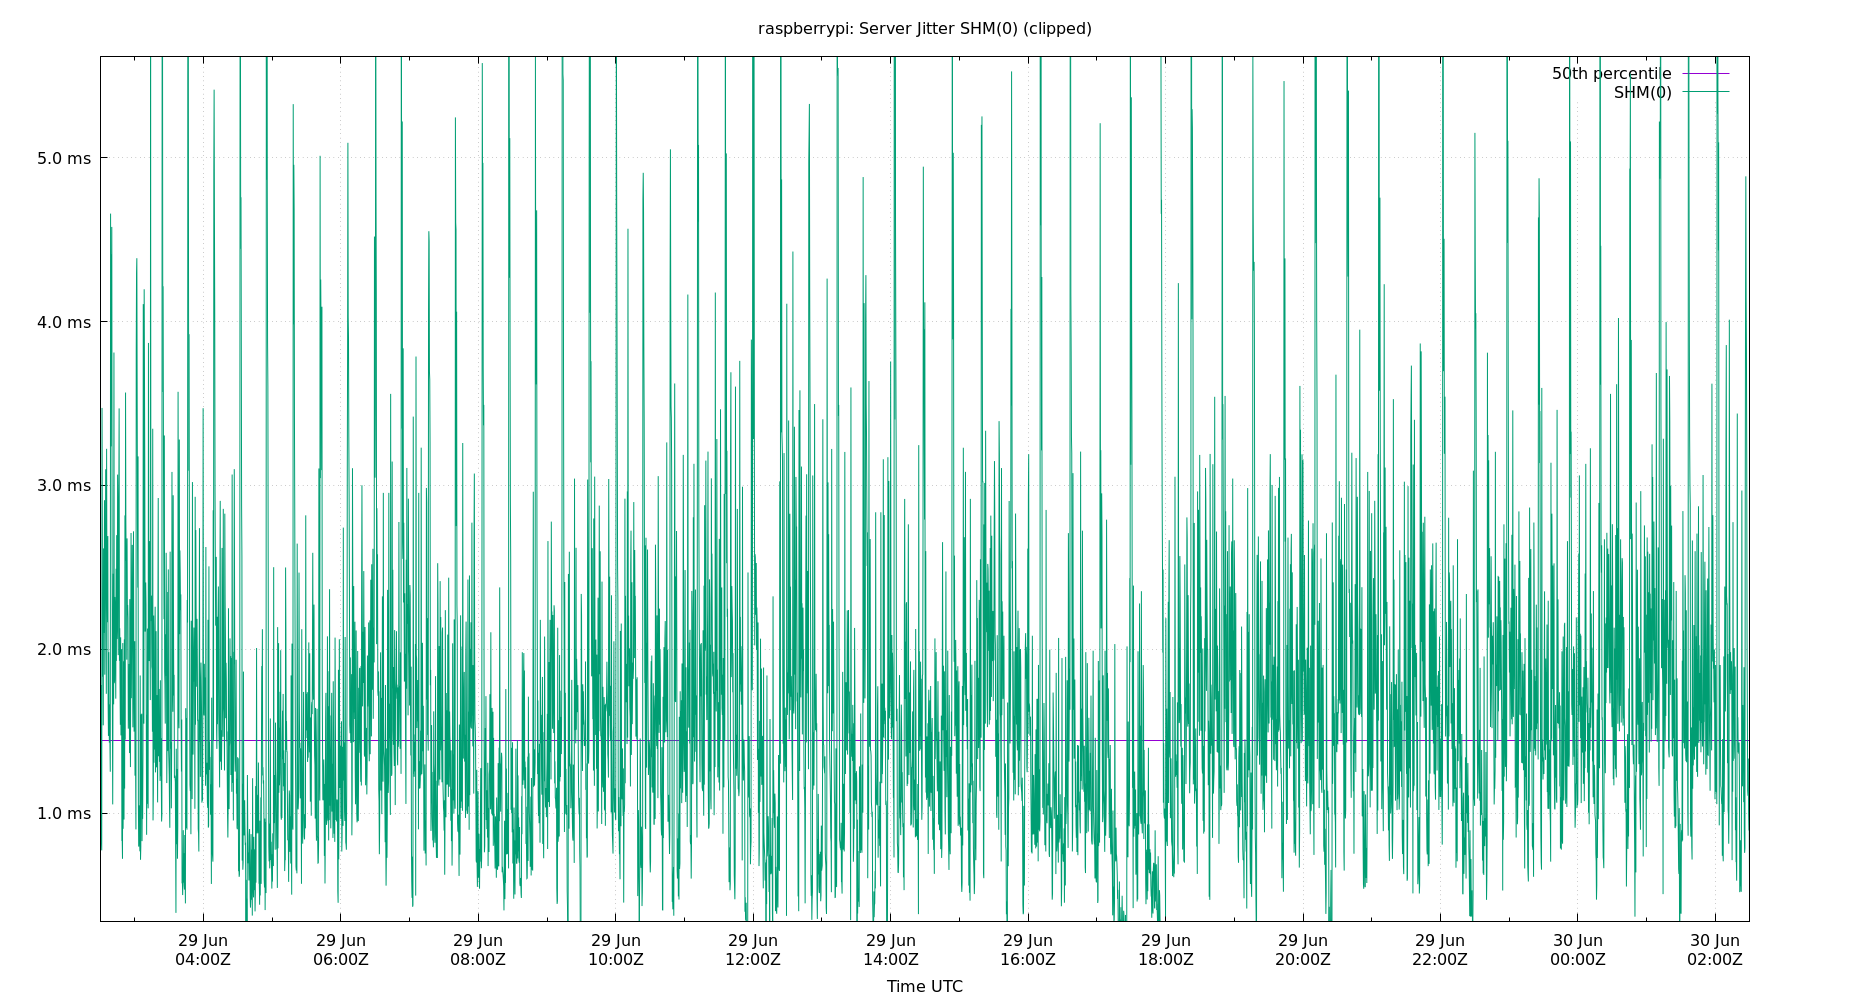 raspberrypi: Server Jitter SHM(0) (clipped)
50th percentile
SHM(0)
5.0 ms
4.0 ms
3.0 ms
2.0 ms
1.0 ms
29 Jun 29 Jun 29 Jun 29 Jun 29 Jun 29 Jun 29 Jun 29 Jun 29 Jun 29 Jun 30 Jun 30 Jun
04:00Z 06:00Z 08:00Z 10:00Z 12:00Z 14:00Z 16:00Z 18:00Z 20:00Z 22:00Z 00:00Z 02:00Z
Time UTC